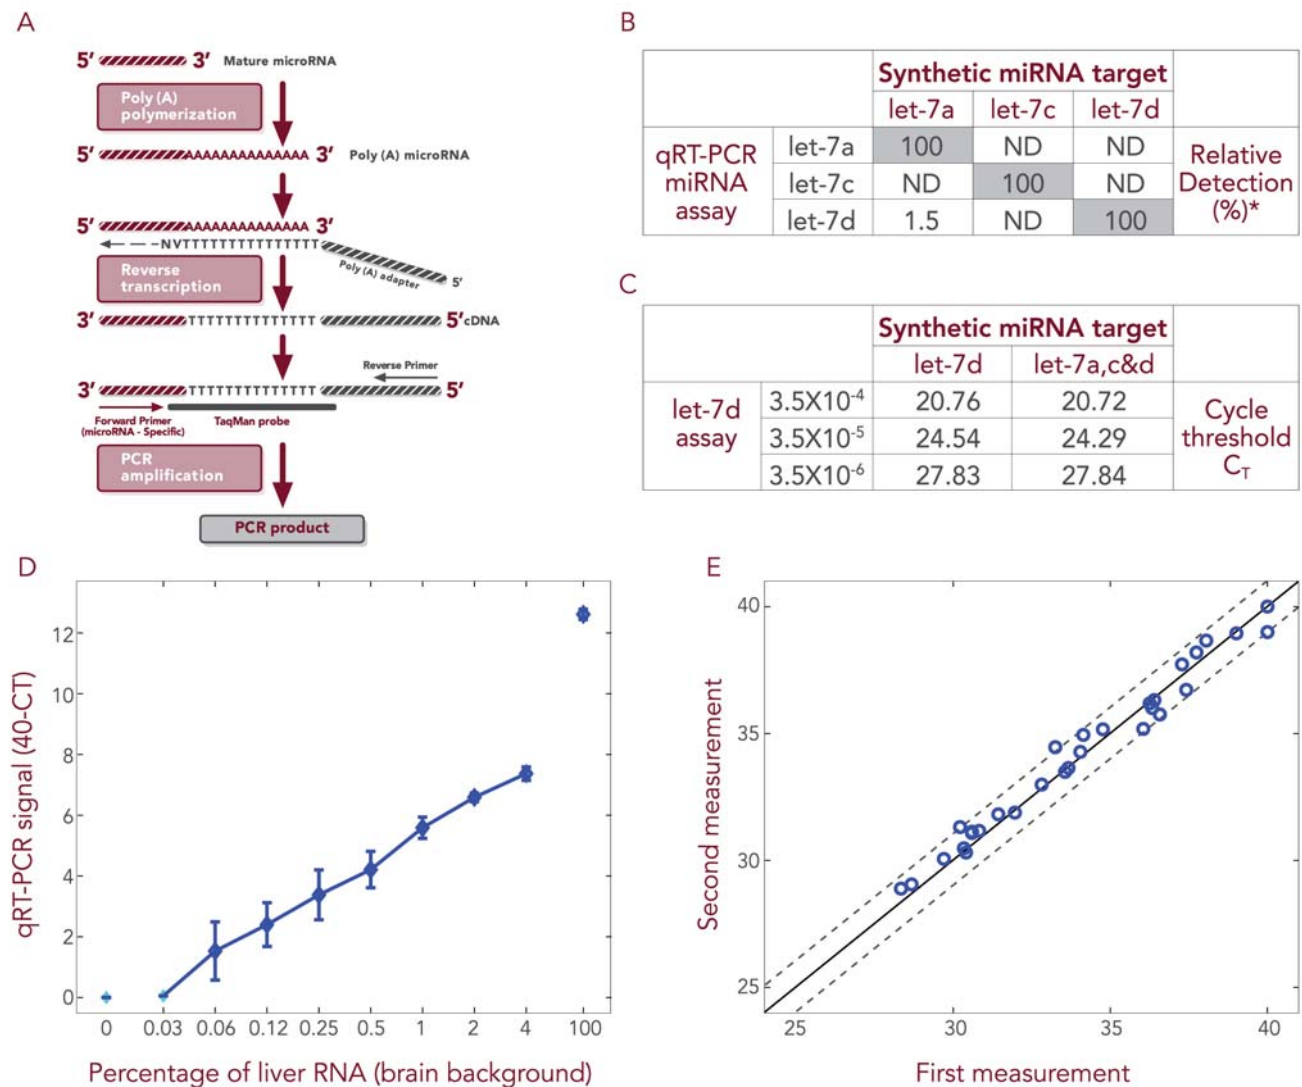 A
5′ 3′ Mature microRNA
Poly (A)
polymerization
5′ AAAAAAAAAAAAAA 3′ Poly (A) microRNA
5′ AAAAAAAAAAAAAA 3′
NVTTTTTTTTTTTTTTT
Poly (A) adapter 5′
Reverse
transcription
3′ TTTTTTTTTTTTTT 5′ cDNA
Reverse Primer
3′ TTTTTTTTTTTTTT 5′
Forward Primer
(microRNA - Specific)
TaqMan probe
PCR
amplification
PCR product
B
Synthetic miRNA target
let-7a let-7c let-7d
qRT-PCR
miRNA
assay
let-7a 100 ND ND
let-7c ND 100 ND
let-7d 1.5 ND 100
Relative
Detection
(%)*
C
Synthetic miRNA target
let-7d let-7a,c&d
let-7d
assay
3.5X10⁻⁴ 20.76 20.72
3.5X10⁻⁵ 24.54 24.29
3.5X10⁻⁶ 27.83 27.84
Cycle
threshold
C_T
D
qRT-PCR signal (40-CT)
12
10
8
6
4
2
0
0 0.03 0.06 0.12 0.25 0.5 1 2 4 100
Percentage of liver RNA (brain background)
E
Second measurement
40
35
30
25
25 30 35 40
First measurement